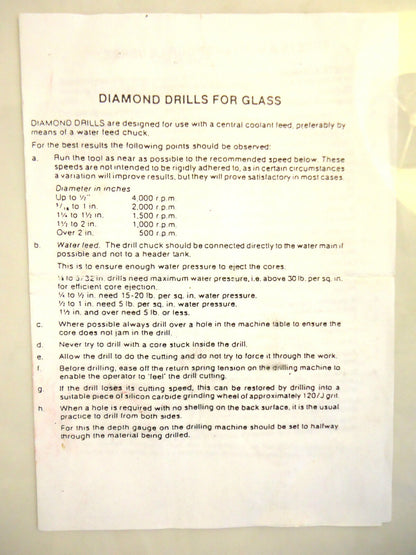 DIAMOND DRILLS FOR GLASS
DIAMOND DRILLS are designed for use with a central coolant feed, preferably by
means of a water feed chuck.
For the best results the following points should be observed:
a. Run the tool as near as possible to the recommended speed below. These
speeds are not intended to be rigidly adhered to, as in certain circumstances
a variation will improve results, but they will prove satisfactory in most cases.
Diameter in inches
Up to ½" 4,000 r.p.m.
to 1 in. 2,000 r.p.m.
1¼ to 1½ in. 1,500 r.p.m.
1½ to 2 in. 1,000 r.p.m.
Over 2 in. 500 r.p.m.
b. Water feed. The drill chuck should be connected directly to the water main if
possible and not to a header tank.
This is to ensure enough water pressure to eject the cores.
to 5/32 in. drills need maximum water pressure, i.e. above 30 lb. per sq. in.
for efficient core ejection.
¼ to ½ in. need 15-20 lb. per sq. in. water pressure.
½ to 1 in. need 5 lb. per sq. in. water pressure.
1½ in. and over need 5 lb. or less.
c. Where possible always drill over a hole in the machine table to ensure the
core does not jam in the drill.
d. Never try to drill with a core stuck inside the drill.
e. Allow the drill to do the cutting and do not try to force it through the work.
f. Before drilling, ease off the return spring tension on the drilling machine to
enable the operator to 'feel' the drill cutting.
g. If the drill loses its cutting speed, this can be restored by drilling into a
suitable piece of silicon carbide grinding wheel of approximately 120/J grit.
h. When a hole is required with no shelling on the back surface, it is the usual
practice to drill from both sides.
For this the depth gauge on the drilling machine should be set to halfway
through the material being drilled.